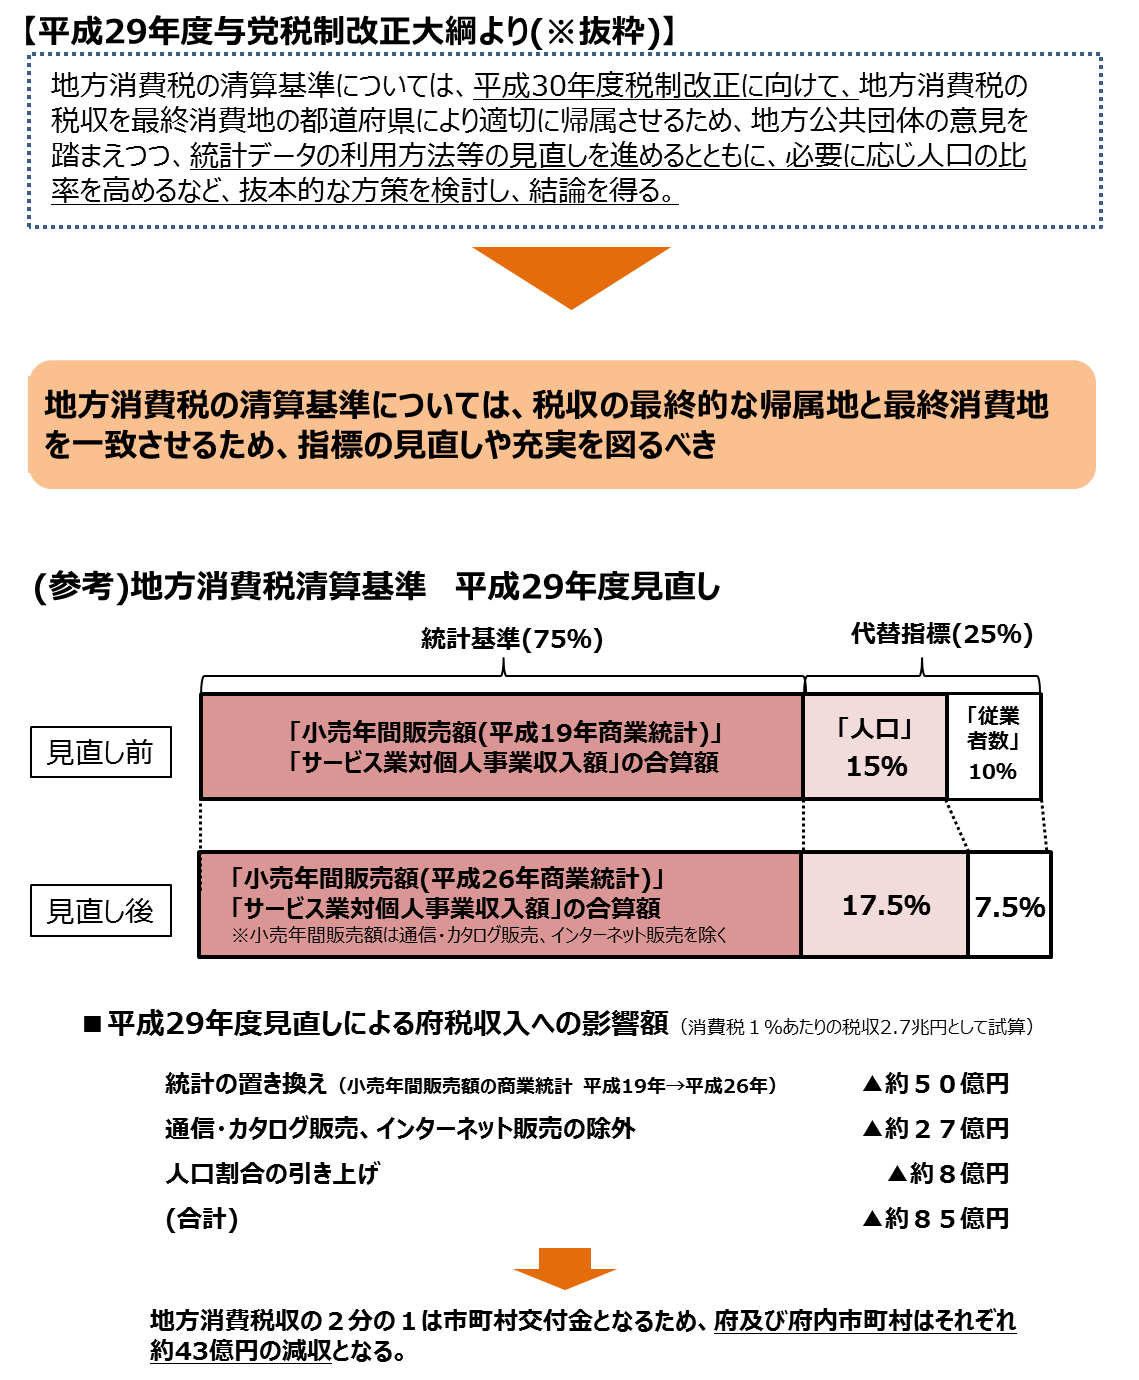 【平成29年度与党税制改正大綱より(※抜粋)】
地方消費税の清算基準については、平成30年度税制改正に向けて、地方消費税の
税収を最終消費地の都道府県により適切に帰属させるため、地方公共団体の意見を
踏まえつつ、統計データの利用方法等の見直しを進めるとともに、必要に応じ人口の比
率を高めるなど、抜本的な方策を検討し、結論を得る。
地方消費税の清算基準については、税収の最終的な帰属地と最終消費地
を一致させるため、指標の見直しや充実を図るべき
(参考)地方消費税清算基準　平成29年度見直し
統計基準(75%)
代替指標(25%)
見直し前
「小売年間販売額(平成19年商業統計)」
「サービス業対個人事業収入額」の合算額
「人口」
15%
「従業
者数」
10%
見直し後
「小売年間販売額(平成26年商業統計)」
「サービス業対個人事業収入額」の合算額
※小売年間販売額は通信・カタログ販売、インターネット販売を除く
17.5%
7.5%
■平成29年度見直しによる府税収入への影響額（消費税１%あたりの税収2.7兆円として試算）
統計の置き換え（小売年間販売額の商業統計 平成19年→平成26年） ▲約５０億円
通信・カタログ販売、インターネット販売の除外 ▲約２７億円
人口割合の引き上げ ▲約８億円
(合計) ▲約８５億円
地方消費税収の２分の１は市町村交付金となるため、府及び府内市町村はそれぞれ
約43億円の減収となる。